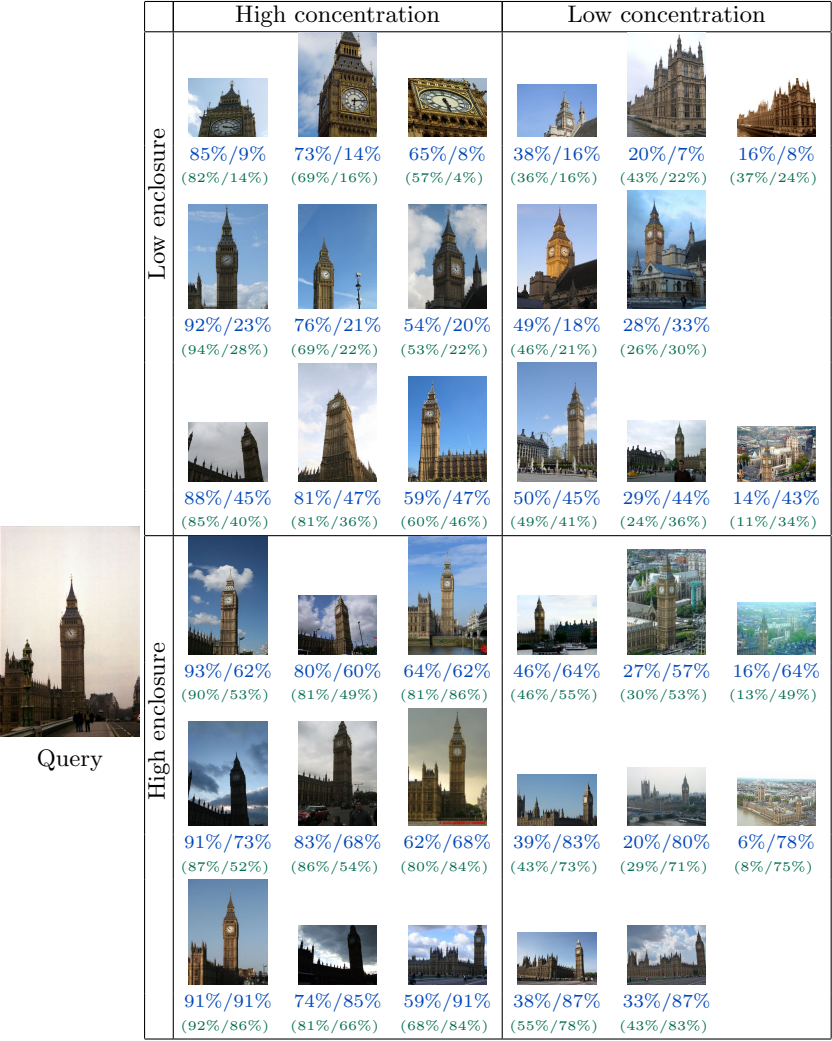 High concentration Low concentration
Low enclosure
85%/9% 73%/14% 65%/8% 38%/16% 20%/7% 16%/8%
(82%/14%) (69%/16%) (57%/4%) (36%/16%) (43%/22%) (37%/24%)
92%/23% 76%/21% 54%/20% 49%/18% 28%/33%
(94%/28%) (69%/22%) (53%/22%) (46%/21%) (26%/30%)
88%/45% 81%/47% 59%/47% 50%/45% 29%/44% 14%/43%
(85%/40%) (81%/36%) (60%/46%) (49%/41%) (24%/36%) (11%/34%)
High enclosure
93%/62% 80%/60% 64%/62% 46%/64% 27%/57% 16%/64%
(90%/53%) (81%/49%) (81%/86%) (46%/55%) (30%/53%) (13%/49%)
Query
91%/73% 83%/68% 62%/68% 39%/83% 20%/80% 6%/78%
(87%/52%) (86%/54%) (80%/84%) (43%/73%) (29%/71%) (8%/75%)
91%/91% 74%/85% 59%/91% 38%/87% 33%/87%
(92%/86%) (81%/66%) (68%/84%) (55%/78%) (43%/83%)